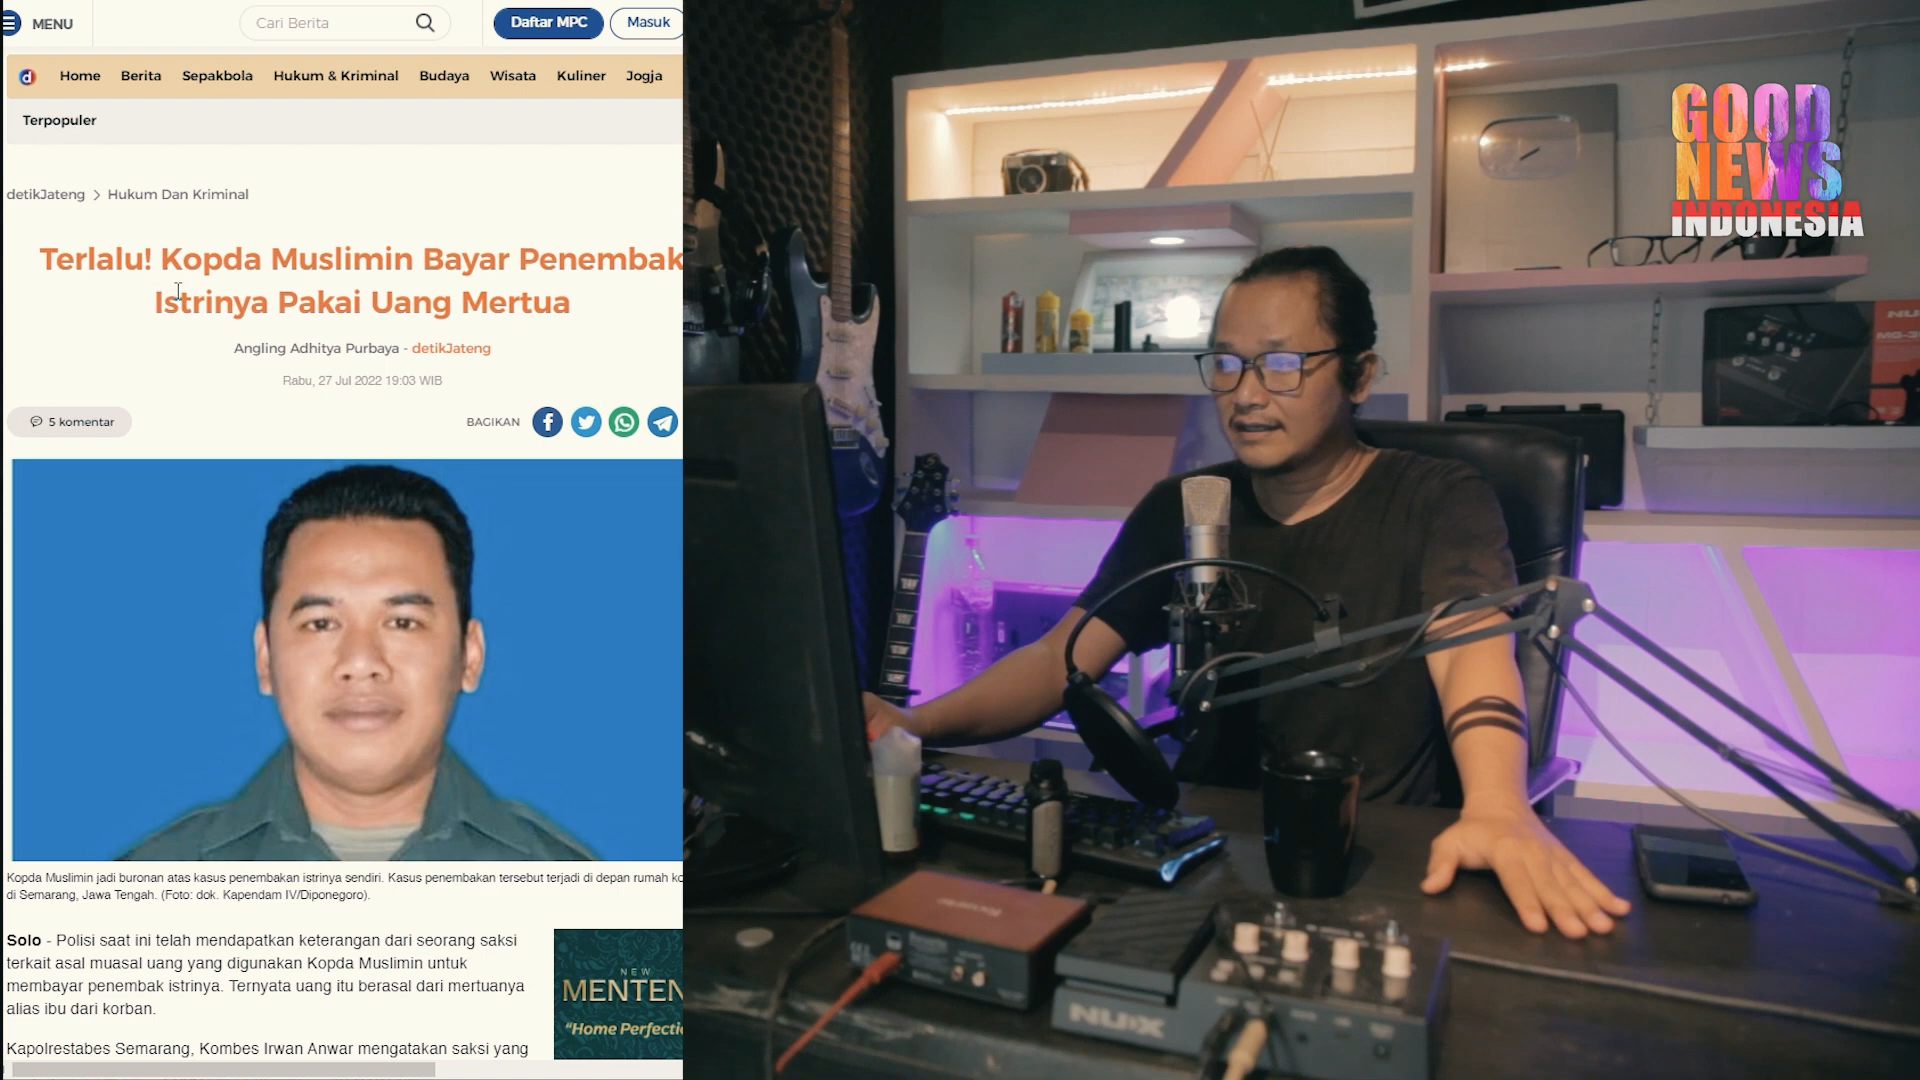 MENU
Cari Berita
Daftar MPC
Masuk
d
Home Berita Sepakbola Hukum & Kriminal Budaya Wisata Kuliner Jogja
Terpopuler
detikJateng > Hukum Dan Kriminal
Terlalu! Kopda Muslimin Bayar Penembak
Istrinya Pakai Uang Mertua
Angling Adhitya Purbaya - detikJateng
Rabu, 27 Jul 2022 19:03 WIB
5 komentar
BAGIKAN
Kopda Muslimin jadi buronan atas kasus penembakan istrinya sendiri. Kasus penembakan tersebut terjadi di depan rumah
di Semarang, Jawa Tengah. (Foto: dok. Kapendam IV/Diponegoro).
Solo - Polisi saat ini telah mendapatkan keterangan dari seorang saksi
terkait asal muasal uang yang digunakan Kopda Muslimin untuk
membayar penembak istrinya. Ternyata uang itu berasal dari mertuanya
alias ibu dari korban.
Kapolrestabes Semarang, Kombes Irwan Anwar mengatakan saksi yang
NEW
MENTEN
"Home Perfecti
GOOD
NEWS
INDONESIA
NUX